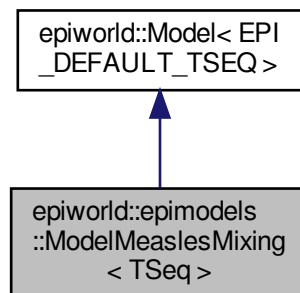 epiworld::Model< EPI
_DEFAULT_TSEQ >
epiworld::epimodels
::ModelMeaslesMixing
< TSeq >